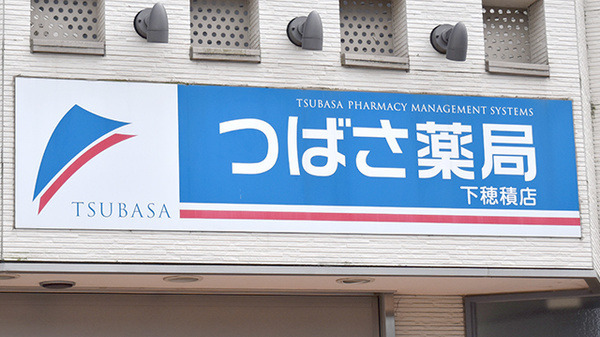 TSUBASA
TSUBASA PHARMACY MANAGEMENT SYSTEMS
つばさ薬局
下穂積店